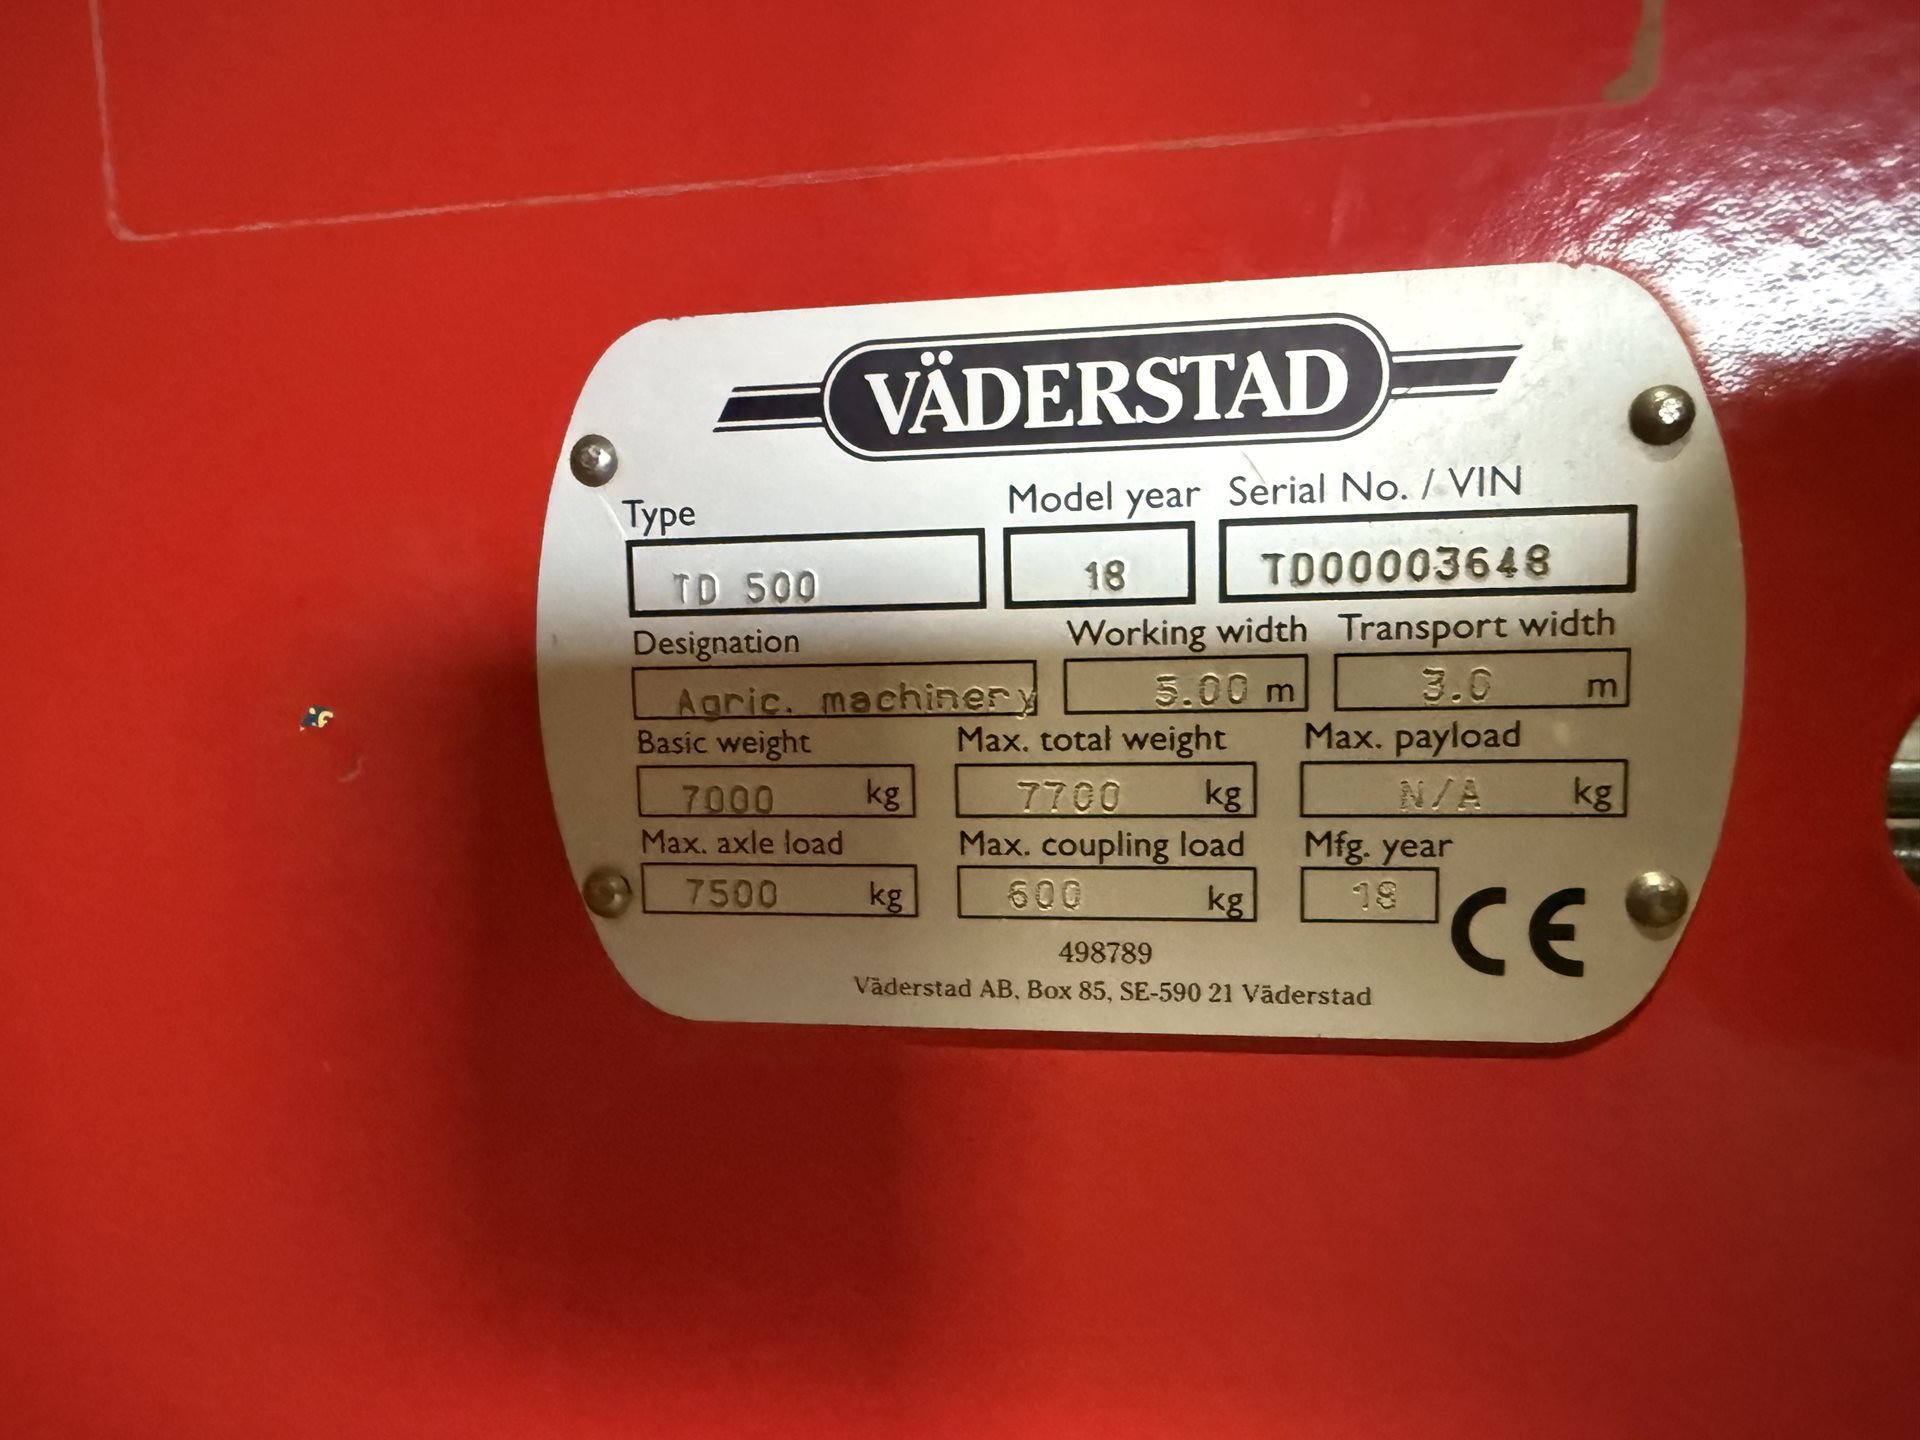 VÄDERSTAD
Type Model year Serial No. / VIN
TD 500 18 TD00003648
Designation Working width Transport width
Agric. machinery 5.00 m 3.0 m
Basic weight Max. total weight Max. payload
7000 kg 7700 kg N/A kg
Max. axle load Max. coupling load Mfg. year
7500 kg 600 kg 18
CE
498789
Väderstad AB, Box 85, SE-590 21 Väderstad